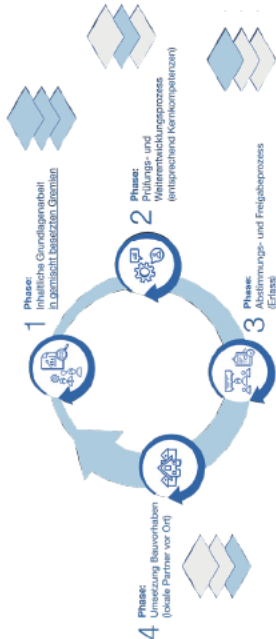 1
Phase:
Inhaltliche Grundlagenarbeit
in gemischt besetzten Gremien
2
Phase:
Prüfungs- und
Weiterentwicklungsprozess
(entsprechend Kernkompetenzen)
3
Phase:
Abstimmungs- und Freigabeprozess
(Erlass)
4
Phase:
Umsetzung Bauvorhaben
(lokale Partner vor Ort)